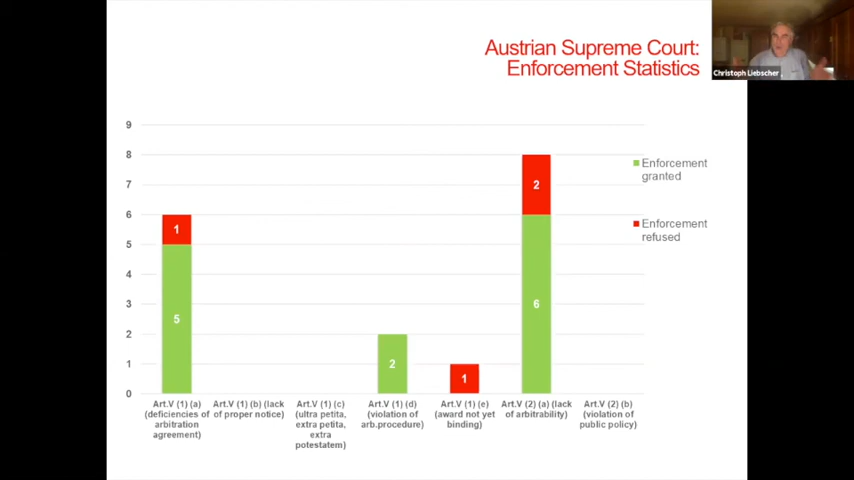 Austrian Supreme Court:
Enforcement Statistics
Christoph Liebscher
9
8
7
6
5
4
3
2
1
0
1
5
2
1
2
6
Enforcement
granted
Enforcement
refused
Art.V (1) (a)
(deficiencies of
arbitration
agreement)
Art.V (1) (b) (lack
of proper notice)
Art.V (1) (c)
(ultra petita,
extra petita,
extra
potestatem)
Art.V (1) (d)
(violation of
arb.procedure)
Art.V (1) (e)
(award not yet
binding)
Art.V (2) (a) (lack
of arbitrability)
Art.V (2) (b)
(violation of
public policy)